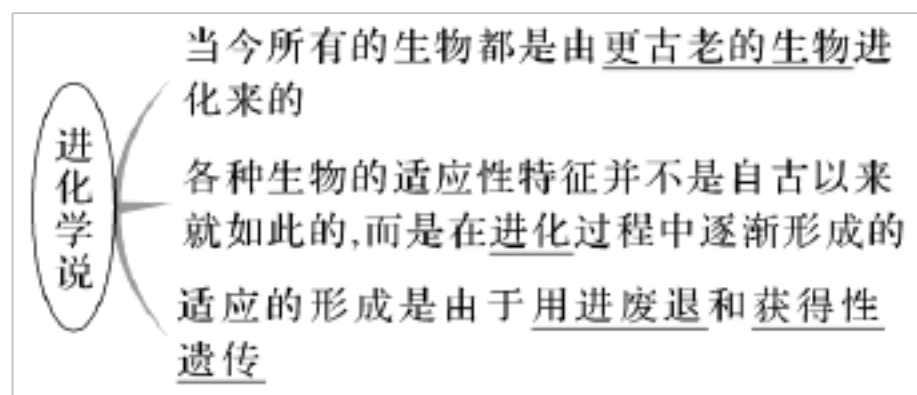 进化学说
当今所有的生物都是由更古老的生物进
化来的
各种生物的适应性特征并不是自古以来
就如此的,而是在进化过程中逐渐形成的
适应的形成是由于用进废退和获得性
遗传